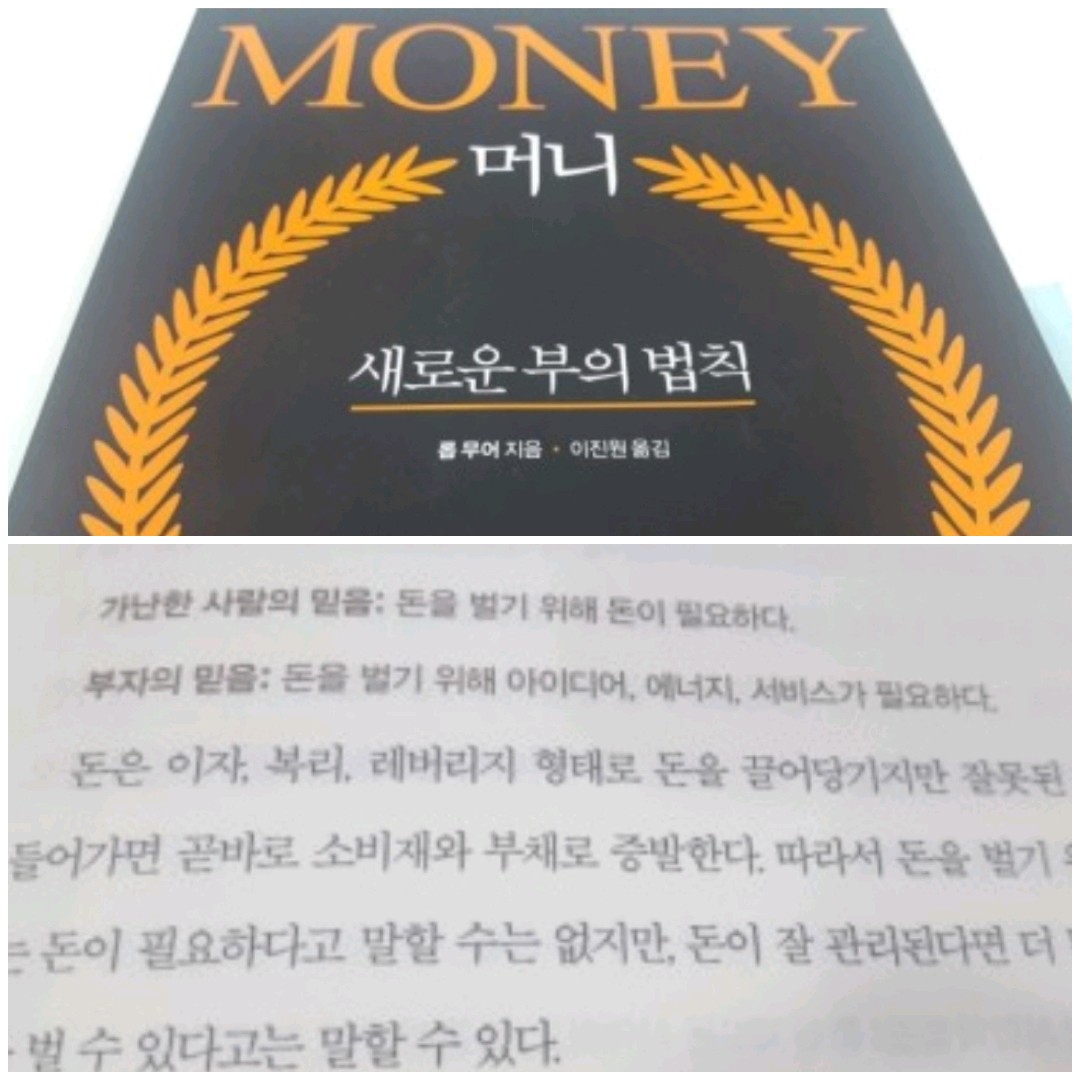 MONEY
머니
새로운 부의 법칙
롭 무어 지음 · 이진원 옮김
가난한 사람의 믿음: 돈을 벌기 위해 돈이 필요하다.
부자의 믿음: 돈을 벌기 위해 아이디어, 에너지, 서비스가 필요하다.
돈은 이자, 복리, 레버리지 형태로 돈을 끌어당기지만 잘못된
들어가면 곧바로 소비재와 부채로 증발한다. 따라서 돈을 벌기
돈이 필요하다고 말할 수는 없지만, 돈이 잘 관리된다면 더
벌 수 있다고는 말할 수 있다.